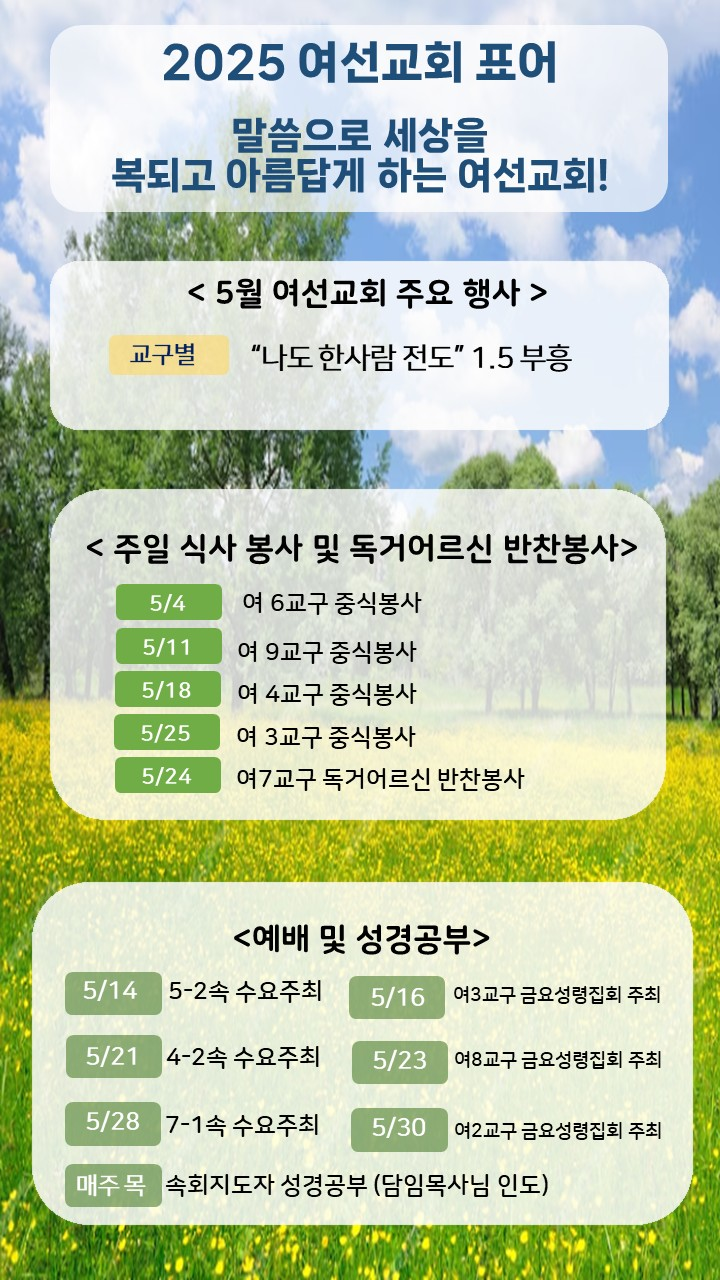 2025 여선교회 표어
말씀으로 세상을
복되고 아름답게 하는 여선교회!
< 5월 여선교회 주요 행사 >
교구별 “나도 한사람 전도” 1.5 부흥
< 주일 식사 봉사 및 독거어르신 반찬봉사>
5/4 여 6교구 중식봉사
5/11 여 9교구 중식봉사
5/18 여 4교구 중식봉사
5/25 여 3교구 중식봉사
5/24 여7교구 독거어르신 반찬봉사
<예배 및 성경공부>
5/14 5-2속 수요주최 5/16 여3교구 금요성령집회 주최
5/21 4-2속 수요주최 5/23 여8교구 금요성령집회 주최
5/28 7-1속 수요주최 5/30 여2교구 금요성령집회 주최
매주 목 속회지도자 성경공부 (담임목사님 인도)